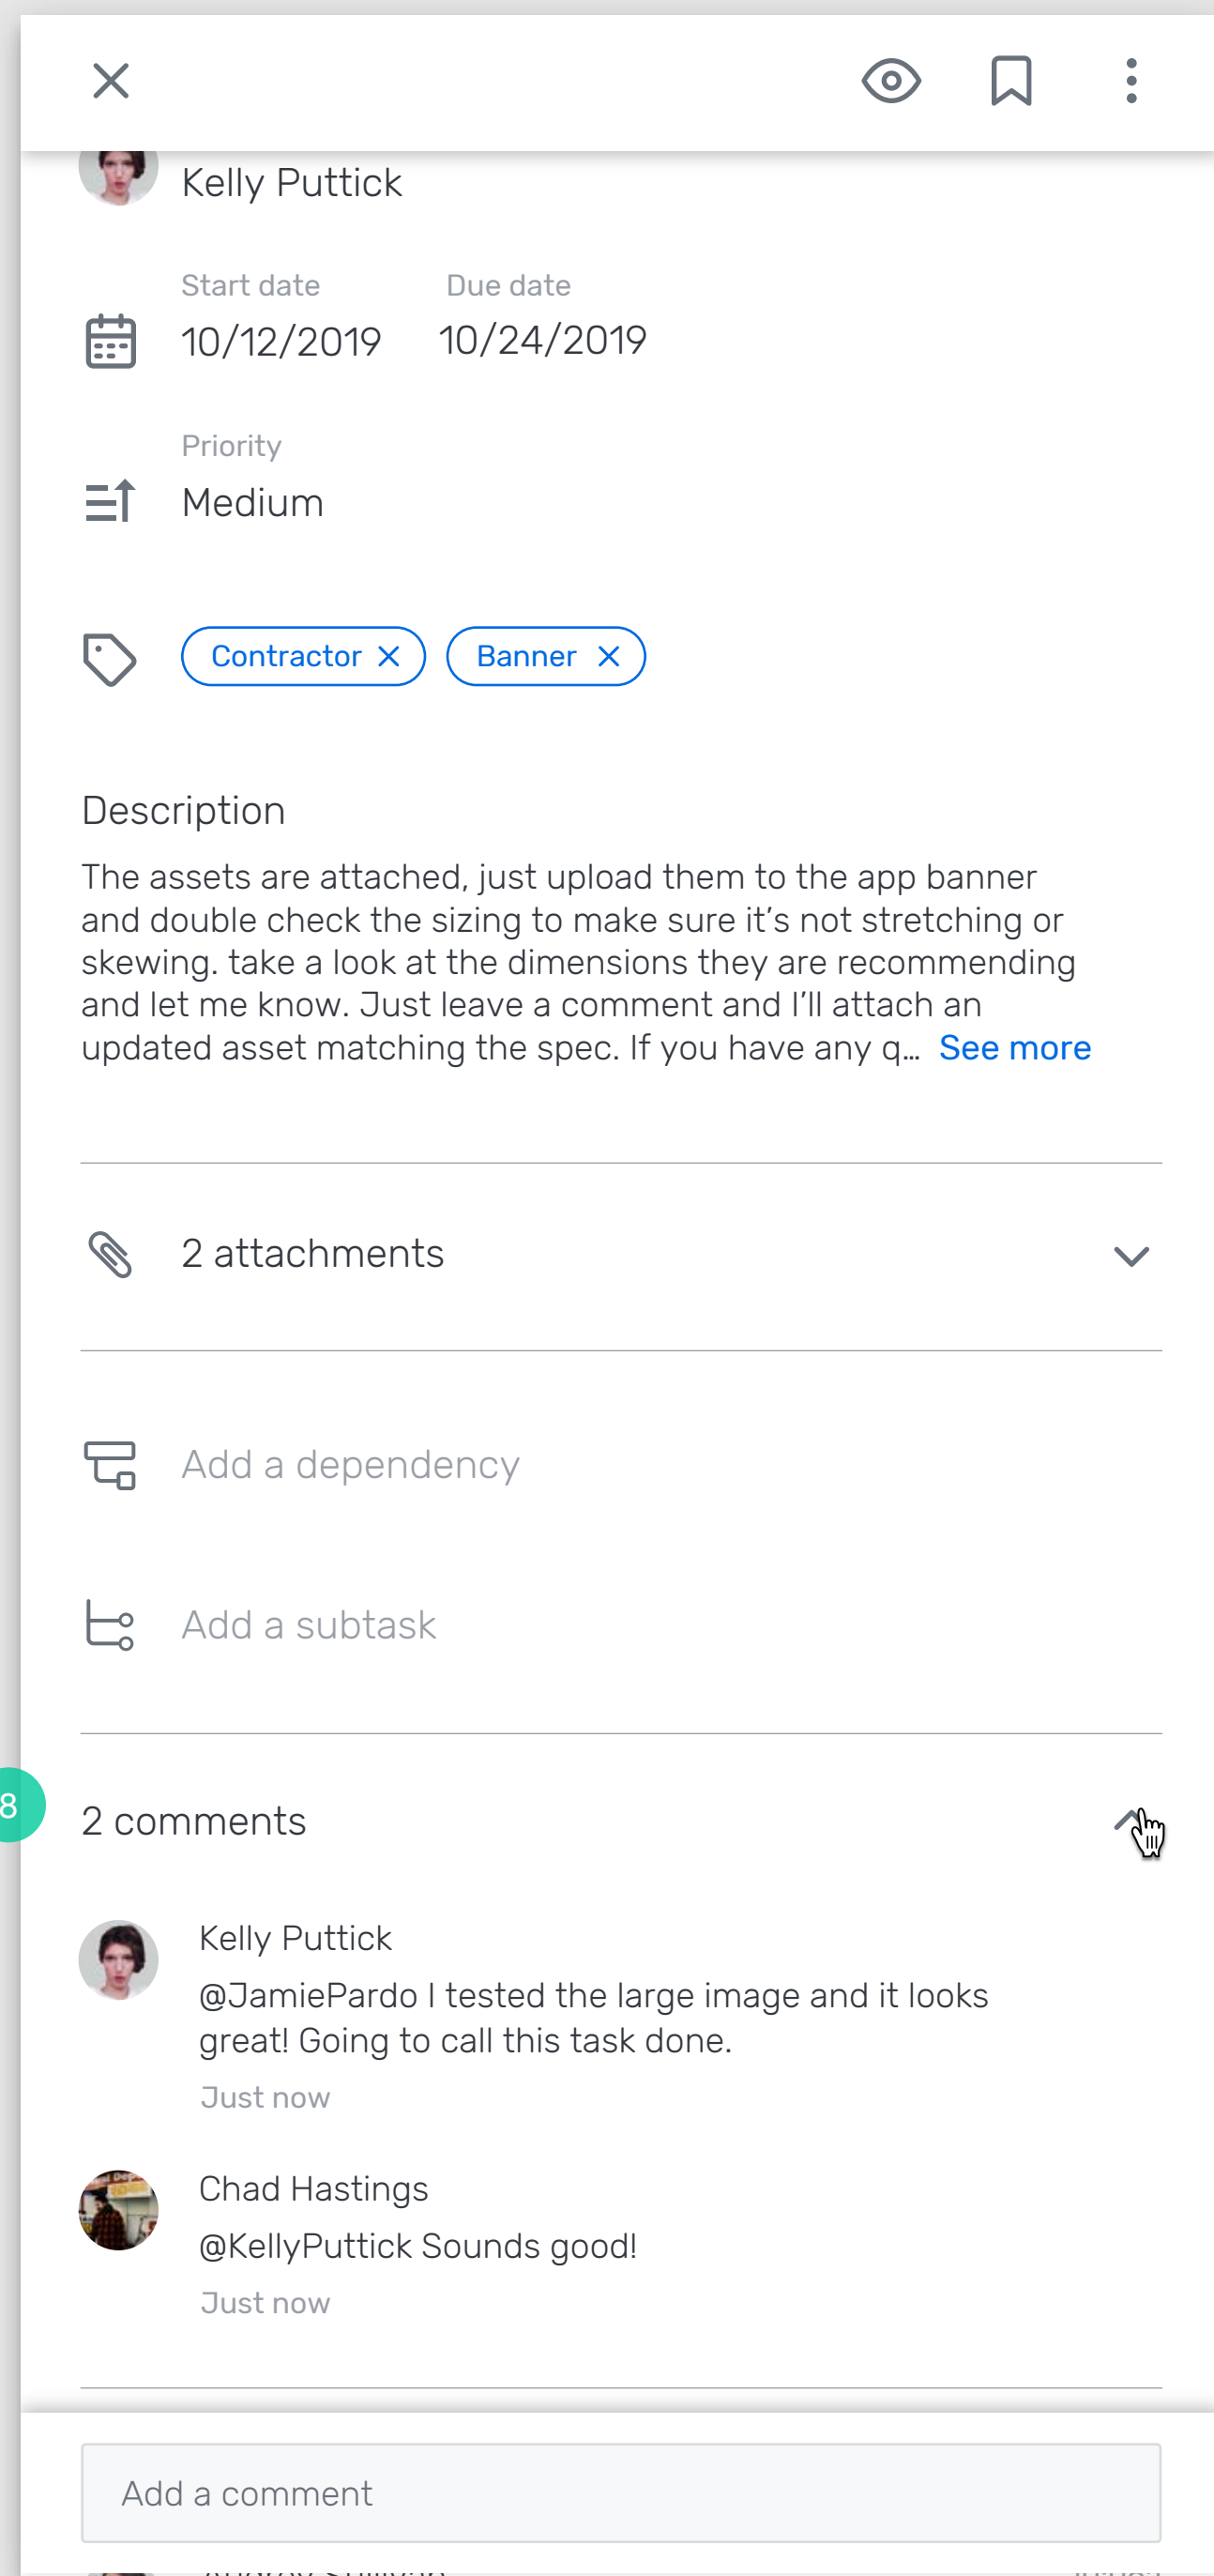 Kelly Puttick
Start date Due date
10/12/2019 10/24/2019
Priority
Medium
Contractor Banner
Description
The assets are attached, just upload them to the app banner
and double check the sizing to make sure it’s not stretching or
skewing. take a look at the dimensions they are recommending
and let me know. Just leave a comment and I’ll attach an
updated asset matching the spec. If you have any q... See more
2 attachments
Add a dependency
Add a subtask
8
2 comments
Kelly Puttick
@JamiePardo I tested the large image and it looks
great! Going to call this task done.
Just now
Chad Hastings
@KellyPuttick Sounds good!
Just now
Add a comment